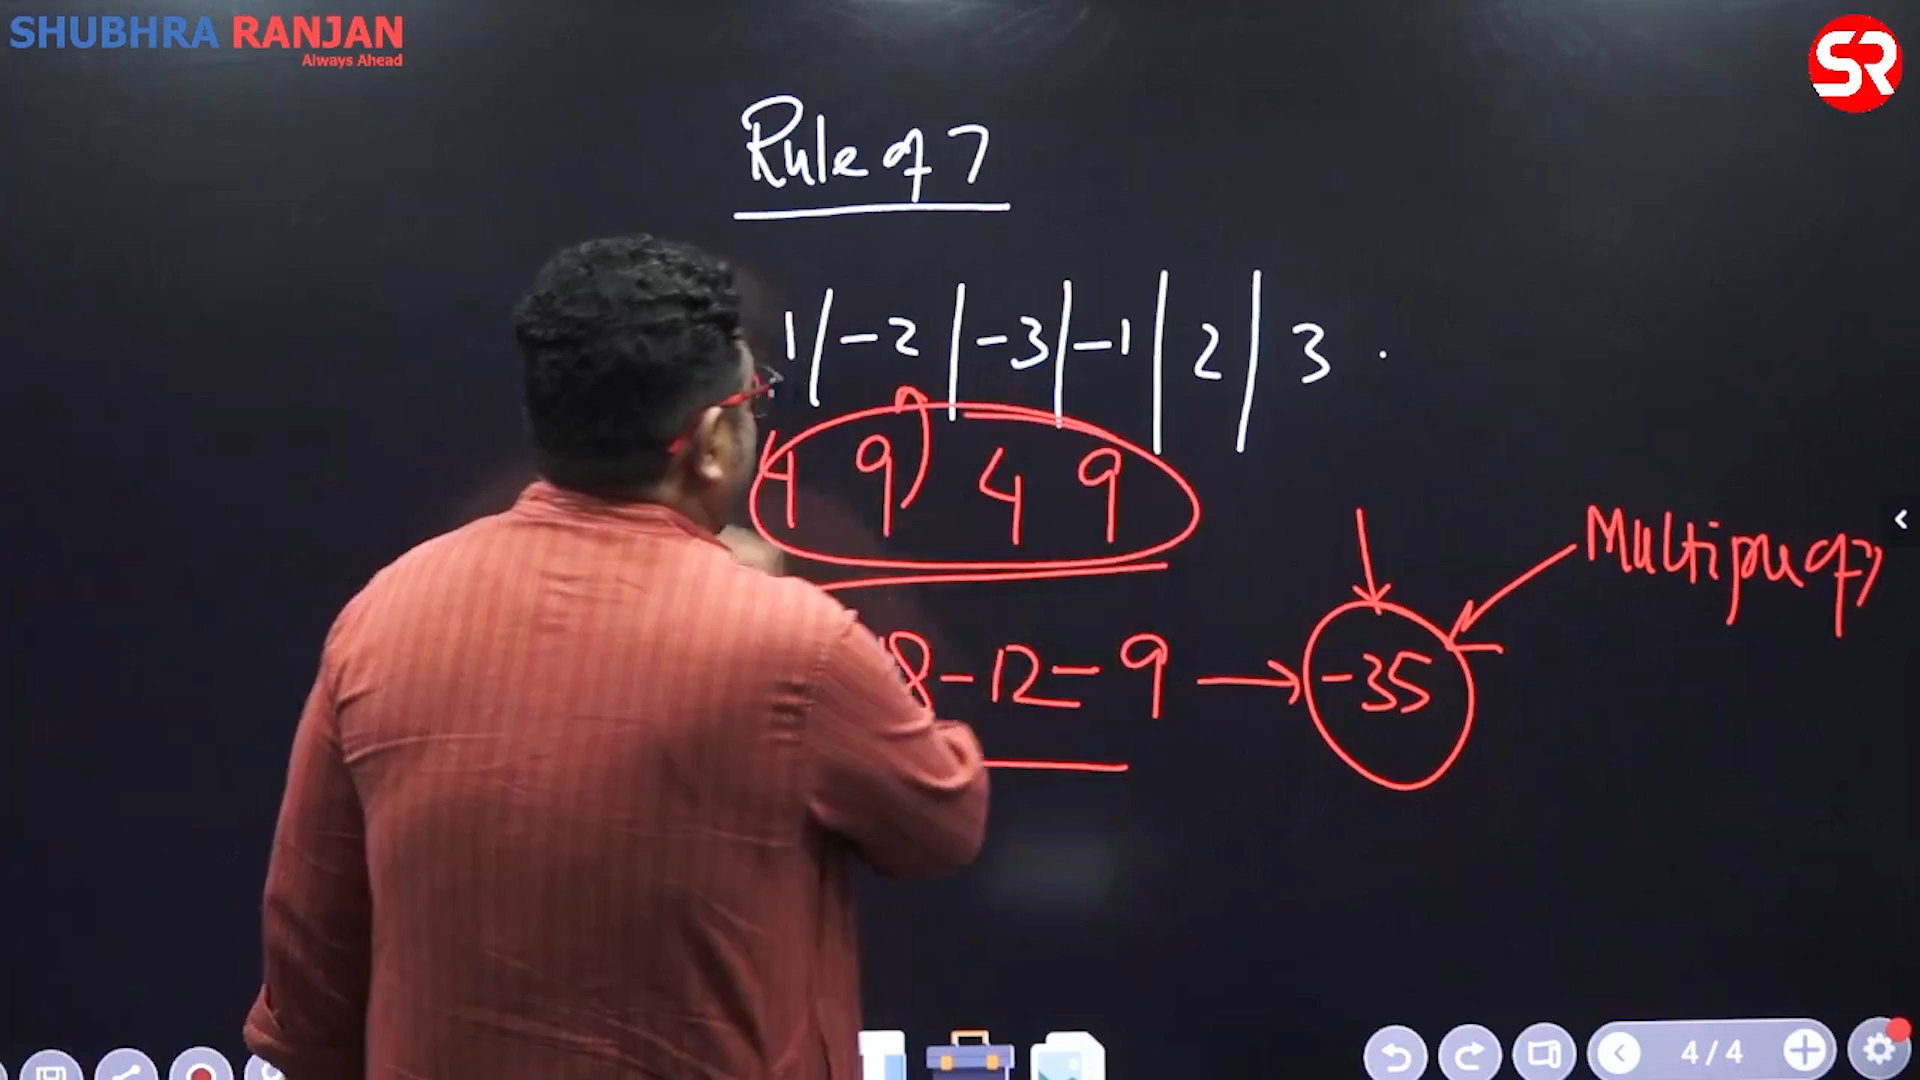 SHUBHRA RANJAN
Always Ahead
SR
Rule of 7
1 | -2 | -3 | -1 | 2 | 3 .
9 4 9
8 - 12 - 9 → -35
Multiple of 7
4 / 4